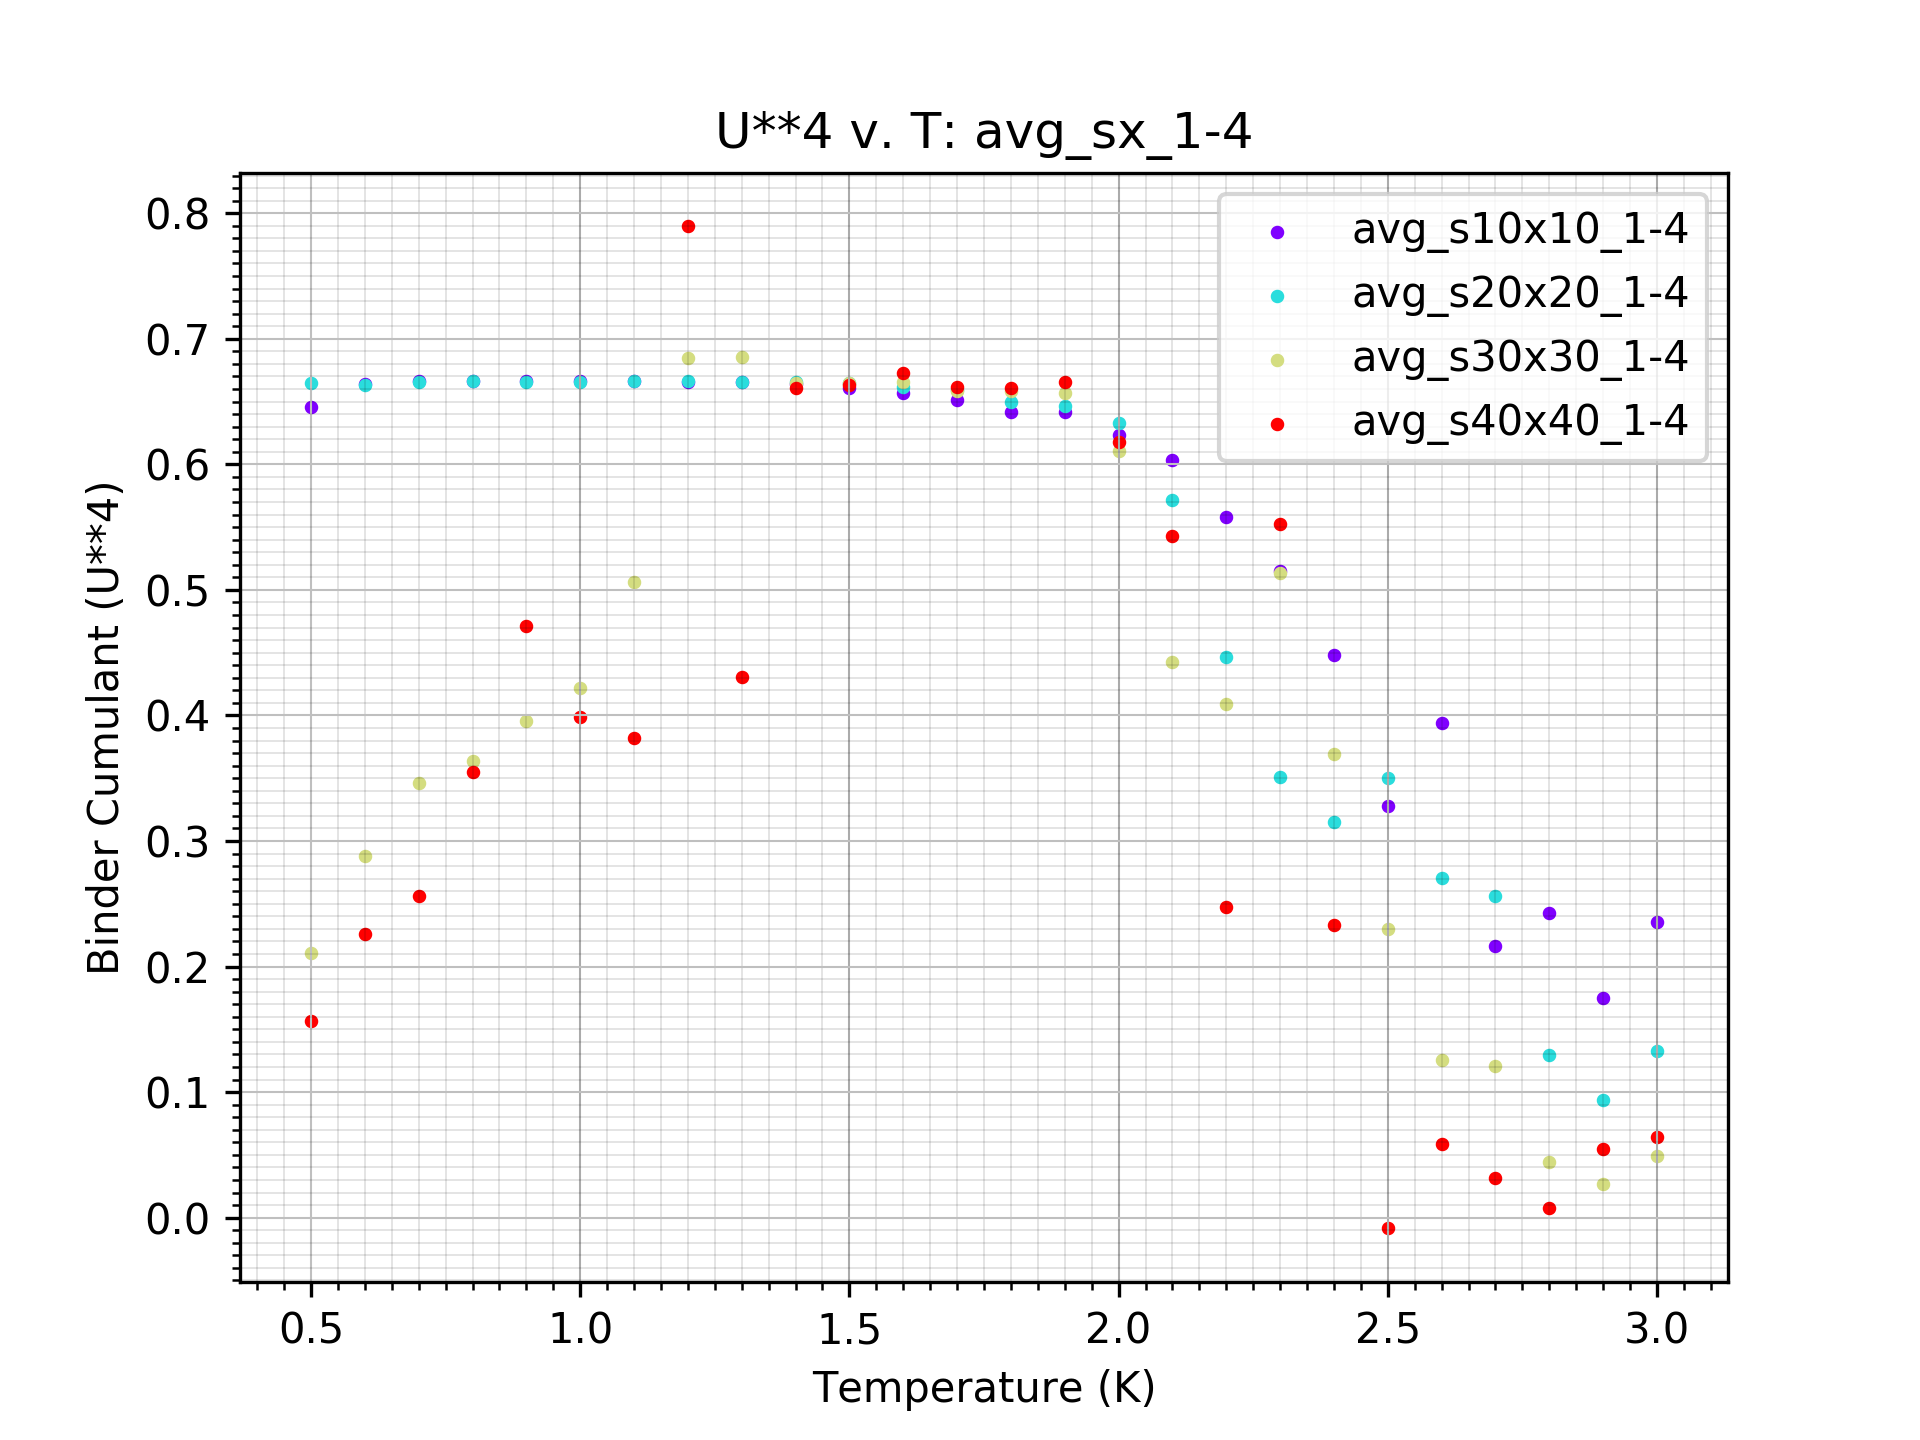 U**4 v. T: avg_sx_1-4
avg_s10x10_1-4
avg_s20x20_1-4
avg_s30x30_1-4
avg_s40x40_1-4
Binder Cumulant (U**4)
0.8
0.7
0.6
0.5
0.4
0.3
0.2
0.1
0.0
0.5 1.0 1.5 2.0 2.5 3.0
Temperature (K)